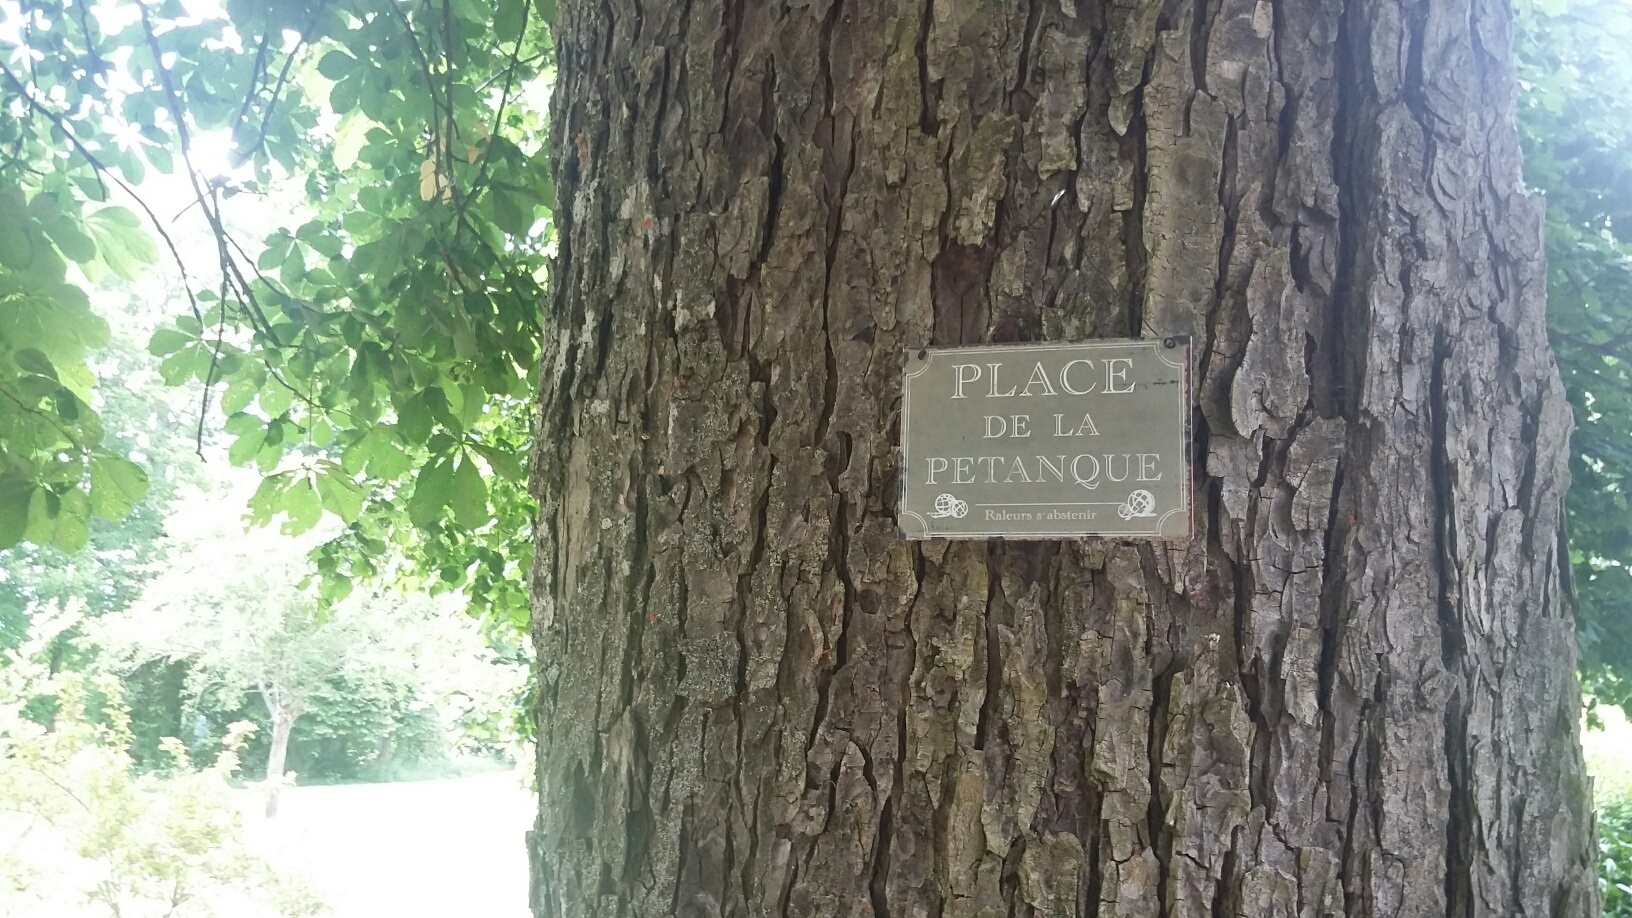 PLACE
DE LA
PETANQUE
Raleurs s'abstenir